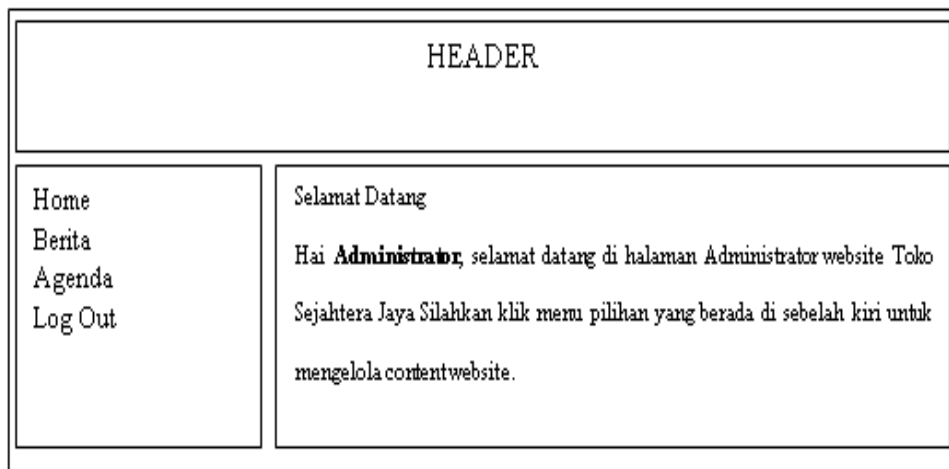 HEADER
Home
Berita
Agenda
Log Out
Selamat Datang
Hai Administrator, selamat datang di halaman Administrator website Toko
Sejahtera Jaya Silahkan klik menu pilihan yang berada di sebelah kiri untuk
mengelola content website.